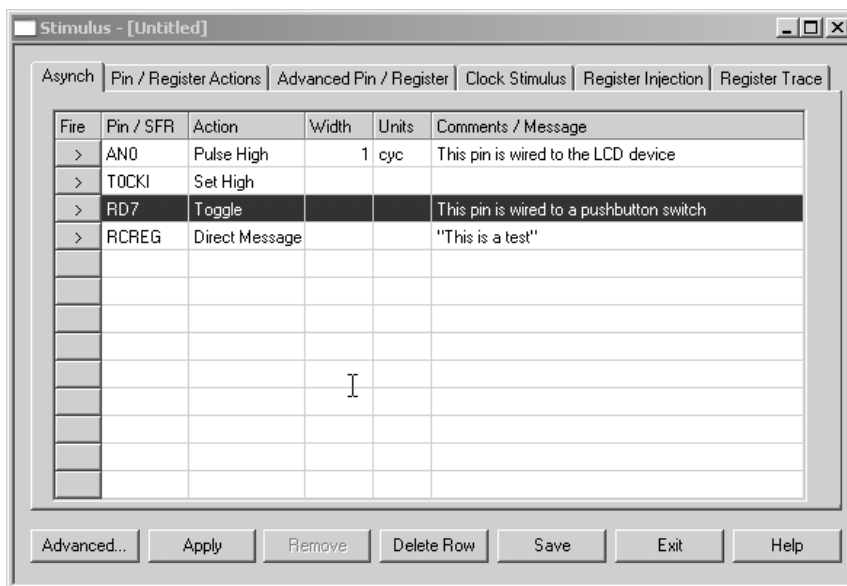 Stimulus - [Untitled]
Asynch Pin / Register Actions Advanced Pin / Register Clock Stimulus Register Injection Register Trace
Fire Pin / SFR Action Width Units Comments / Message
> AN0 Pulse High 1 cyc This pin is wired to the LCD device
> T0CKI Set High
> RD7 Toggle This pin is wired to a pushbutton switch
> RCREG Direct Message "This is a test"
Advanced... Apply Remove Delete Row Save Exit Help